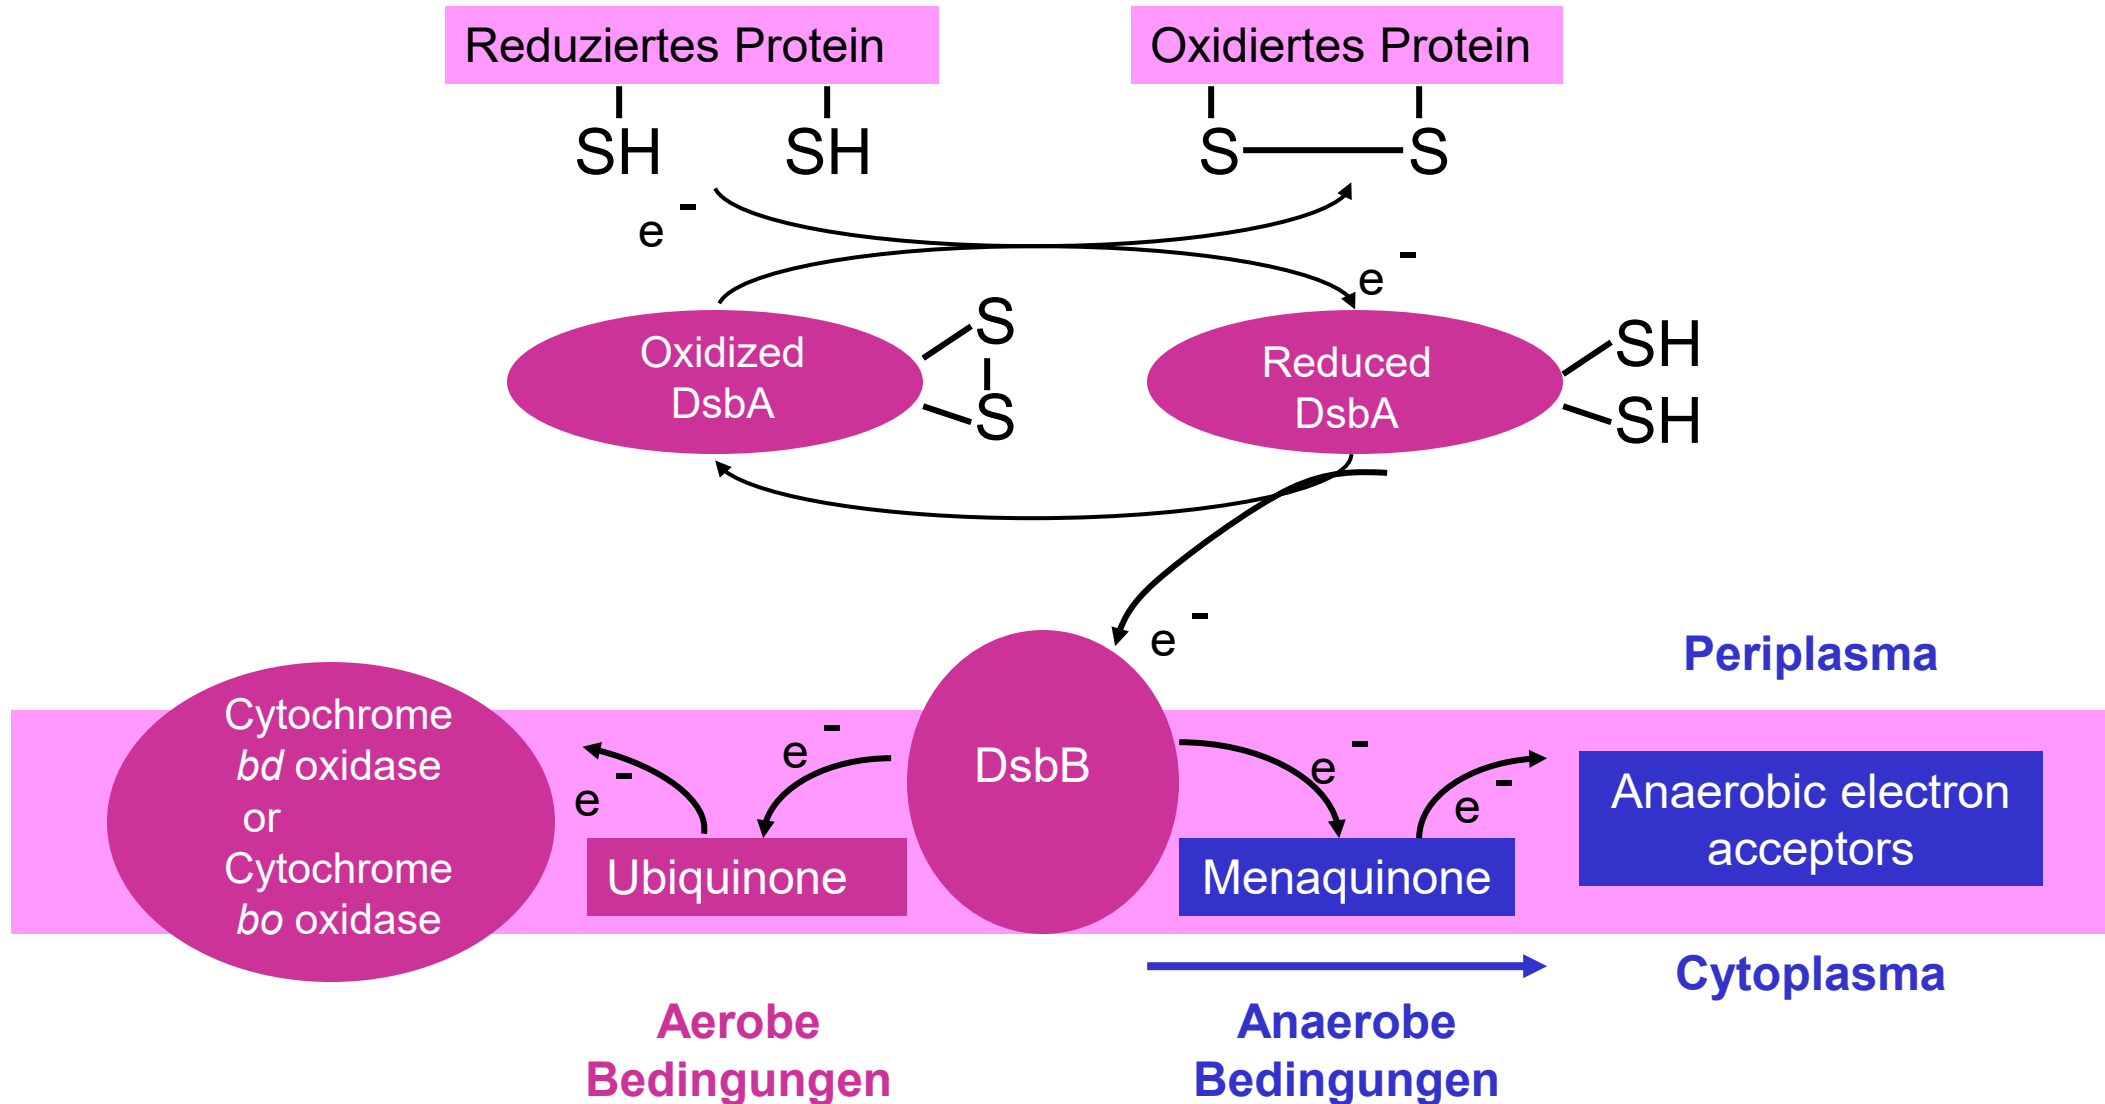 Reduziertes Protein
Oxidiertes Protein
SH SH
S S
e -
e -
Oxidized
DsbA
S
S
Reduced
DsbA
SH
SH
e -
Periplasma
Cytochrome
bd oxidase
or
Cytochrome
bo oxidase
e -
e -
DsbB
e -
e -
Anaerobic electron
acceptors
Ubiquinone
Menaquinone
Cytoplasma
Aerobe
Bedingungen
Anaerobe
Bedingungen